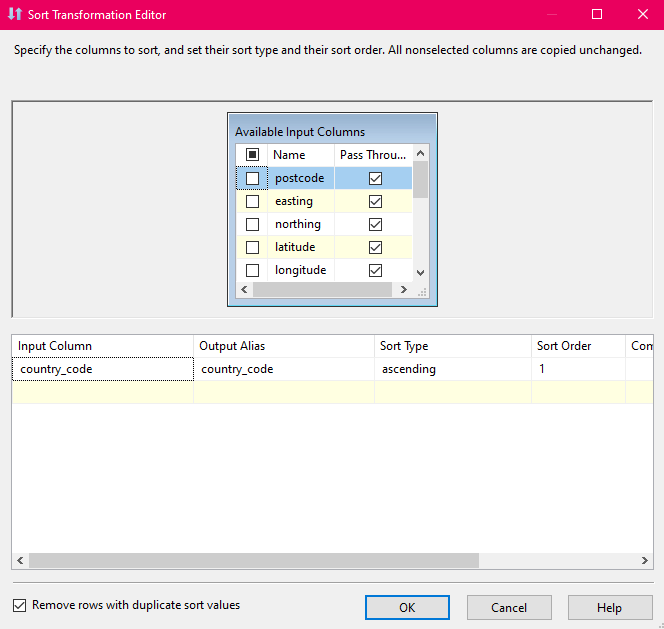 Sort Transformation Editor
Specify the columns to sort, and set their sort type and their sort order. All nonselected columns are copied unchanged.
Available Input Columns
Name Pass Throu...
postcode
easting
northing
latitude
longitude
Input Column Output Alias Sort Type Sort Order Com
country_code country_code ascending 1
Remove rows with duplicate sort values OK Cancel Help